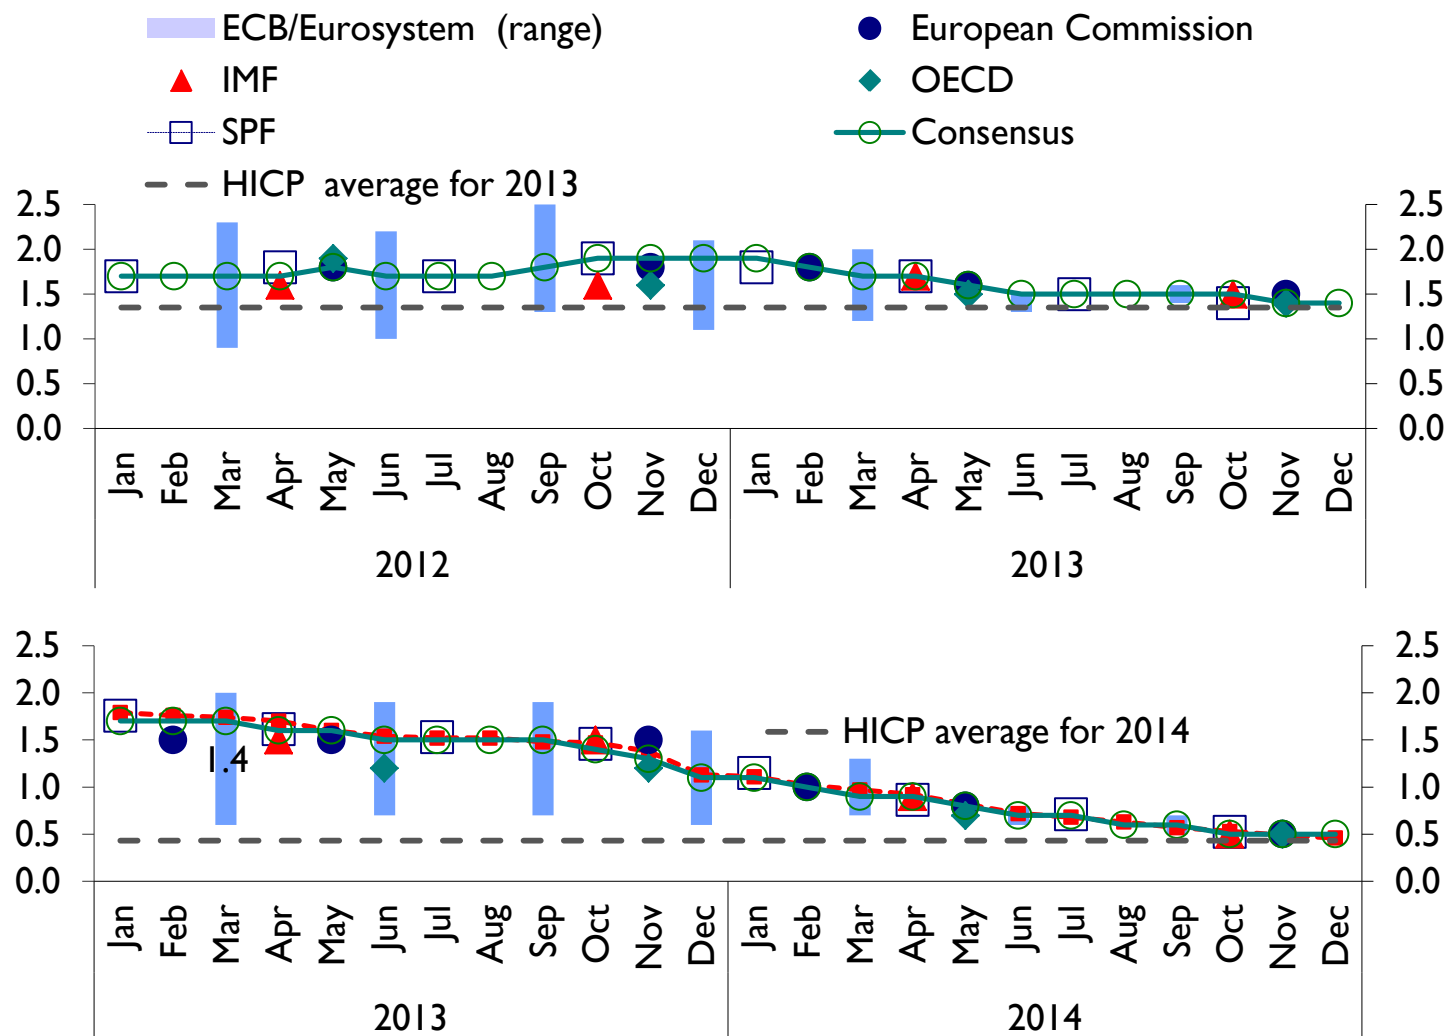 ECB/Eurosystem (range) European Commission
IMF OECD
SPF Consensus
HICP average for 2013
2.5 2.5
2.0 2.0
1.5 1.5
1.0 1.0
0.5 0.5
0.0 0.0
Jan Feb Mar Apr May Jun Jul Aug Sep Oct Nov Dec Jan Feb Mar Apr May Jun Jul Aug Sep Oct Nov Dec
2012 2013
2.5 2.5
2.0 2.0
HICP average for 2014
1.5 1.5
1.4
1.0 1.0
0.5 0.5
0.0 0.0
Jan Feb Mar Apr May Jun Jul Aug Sep Oct Nov Dec Jan Feb Mar Apr May Jun Jul Aug Sep Oct Nov Dec
2013 2014